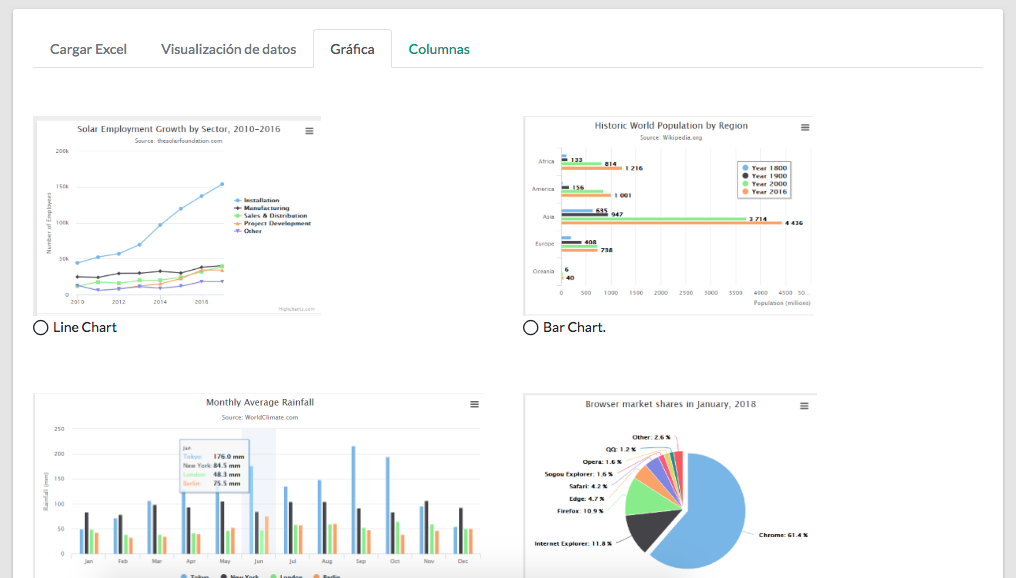 Cargar Excel Visualización de datos Gráfica Columnas
Solar Employment Growth by Sector, 2010-2016
Source: thesolarfoundation.com
Number of Employees
200k
150k
100k
50k
0
2010 2012 2014 2016
Installation
Manufacturing
Sales & Distribution
Project Development
Other
Highcharts.com
Line Chart
Historic World Population by Region
Source: Wikipedia.org
Africa
America
Asia
Europe
Oceania
133
814
1 216
156
1 001
635
947
3 714
4 436
408
738
6
40
Year 1800
Year 1900
Year 2000
Year 2016
0 500 1000 1500 2000 2500 3000 3500 4000 4500 50...
Population (millions)
Bar Chart.
Monthly Average Rainfall
Source: WorldClimate.com
Rainfall (mm)
250
200
150
100
50
0
Jan
Tokyo: 176.0 mm
New York: 84.5 mm
London: 48.3 mm
Berlin: 75.5 mm
Jan Feb Mar Apr May Jun Jul Aug Sep Oct Nov Dec
Tokyo New York London Berlin
Browser market shares in January, 2018
Other: 2.6 %
QQ: 1.2 %
Opera: 1.6 %
Sogou Explorer: 1.6 %
Safari: 4.2 %
Edge: 4.7 %
Firefox: 10.9 %
Internet Explorer: 11.8 %
Chrome: 61.4 %